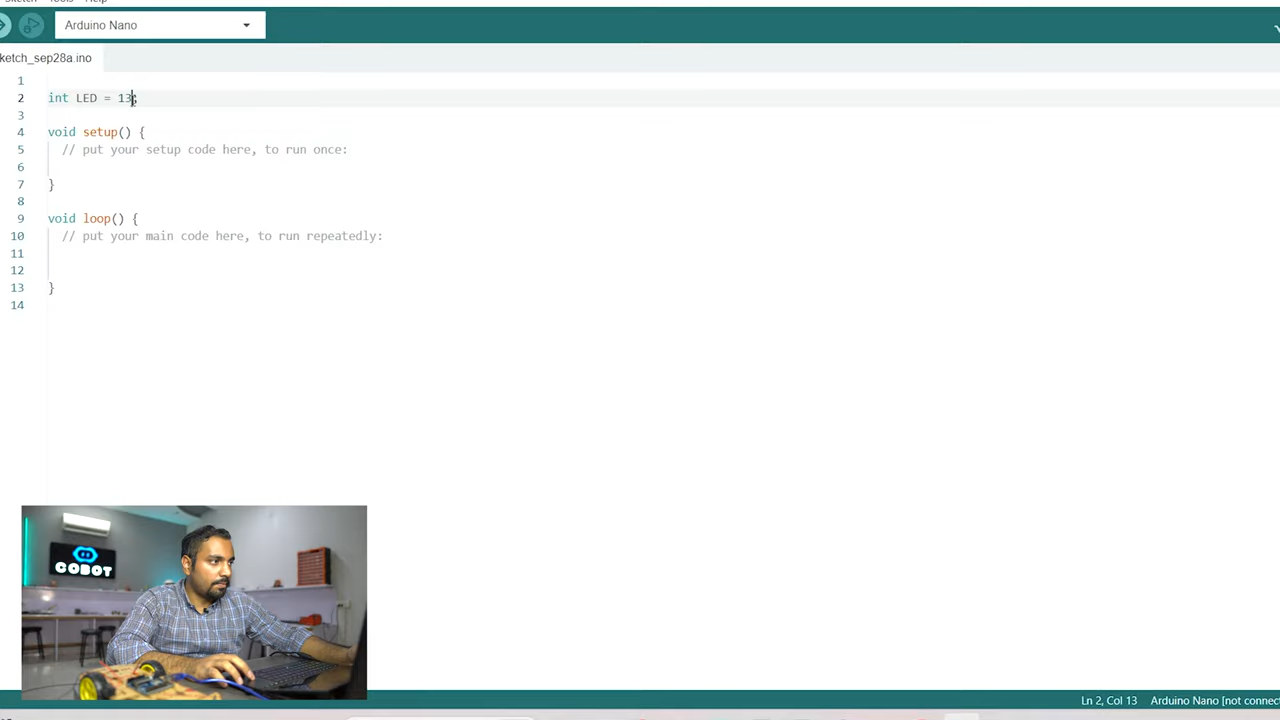 Arduino Nano
ketch_sep28a.ino
1
2 int LED = 13;
3
4 void setup() {
5 // put your setup code here, to run once:
6
7 }
8
9 void loop() {
10 // put your main code here, to run repeatedly:
11
12
13 }
14
COBOT
Ln 2, Col 13 Arduino Nano [not connec